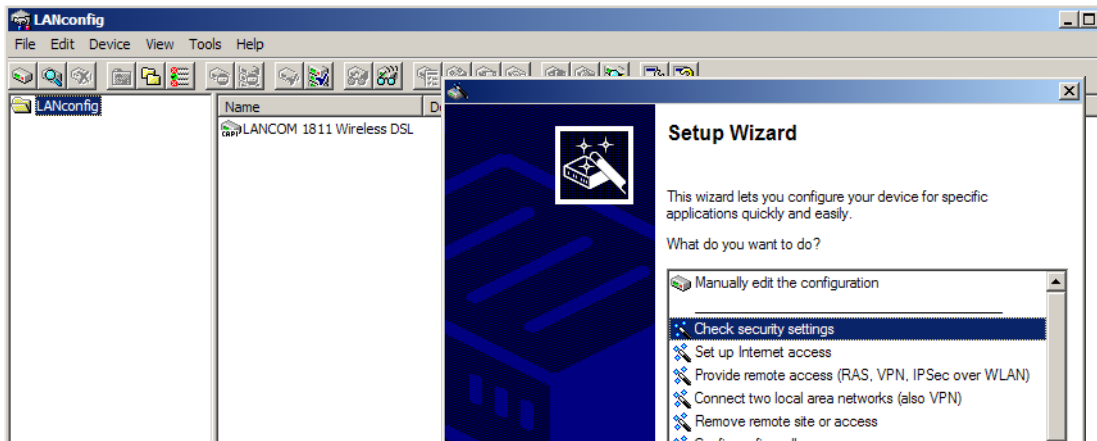 LANconfig
File Edit Device View Tools Help
LANconfig
Name
LANCOM 1811 Wireless DSL
Setup Wizard
This wizard lets you configure your device for specific
applications quickly and easily.
What do you want to do?
Manually edit the configuration
Check security settings
Set up Internet access
Provide remote access (RAS, VPN, IPSec over WLAN)
Connect two local area networks (also VPN)
Remove remote site or access